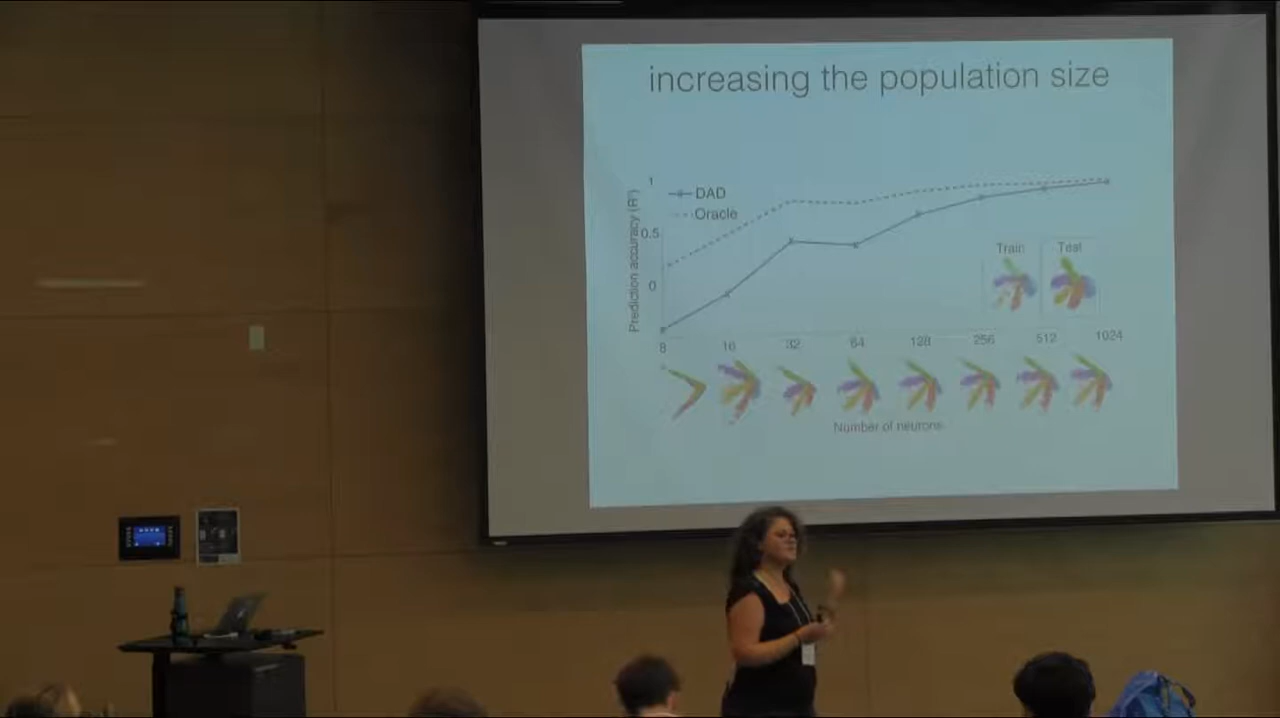 increasing the population size
Prediction accuracy (R²)
1
0.5
0
DAD
Oracle
Train Test
8 16 32 64 128 256 512 1024
Number of neurons